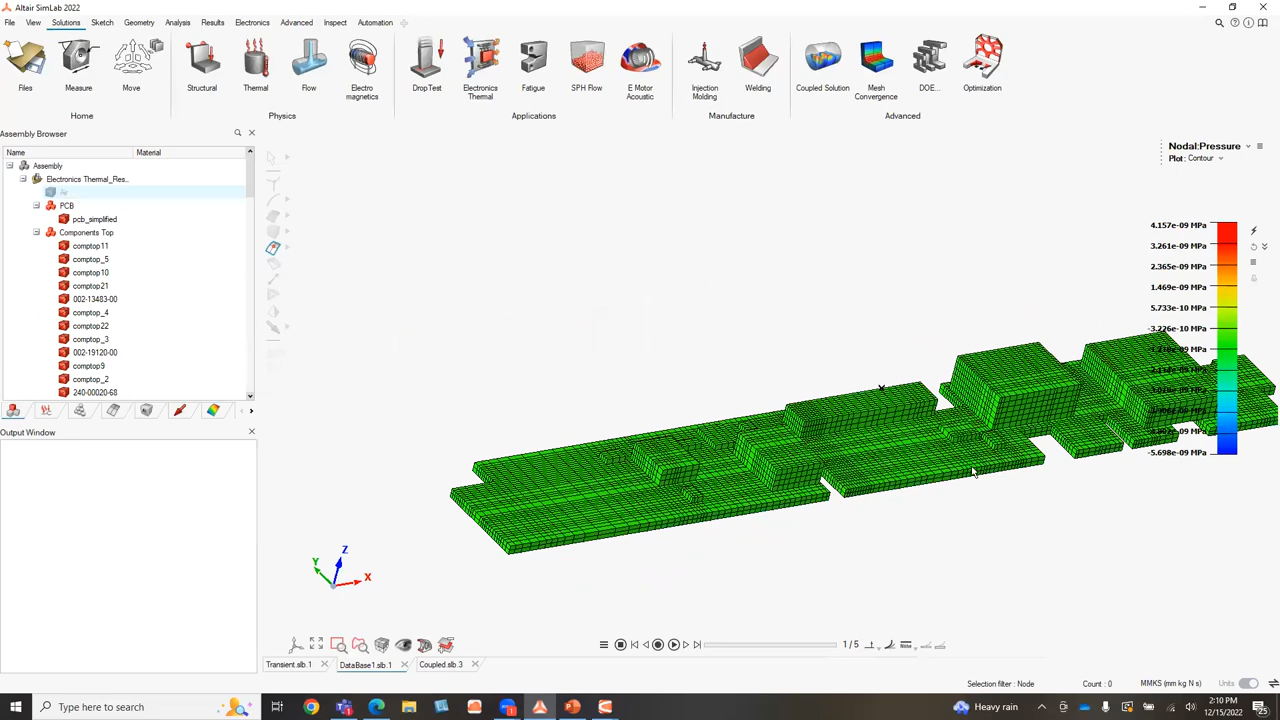 Altair SimLab 2022
File View Solutions Sketch Geometry Analysis Results Electronics Advanced Inspect Automation
Files Measure Move Structural Thermal Flow Electro magnetics Drop Test Electronics Thermal Fatigue SPH Flow E Motor Acoustic Injection Molding Welding Coupled Solution Mesh Convergence DOE... Optimization
Home Physics Applications Manufacture Advanced
Assembly Browser
Name Material
Assembly
Electronics Thermal_Res...
PCB
pcb_simplified
Components Top
comptop11
comptop_5
comptop10
comptop21
002-13483-00
comptop_4
comptop22
comptop_3
002-19120-00
comptop9
comptop_2
240-00020-68
Output Window
Nodal:Pressure
Plot: Contour
4.157e-09 MPa
3.261e-09 MPa
2.365e-09 MPa
1.469e-09 MPa
5.733e-10 MPa
-3.226e-10 MPa
-5.698e-09 MPa
Z
Y
X
1/5
Transient.slb.1 DataBase1.slb.1 Coupled.slb.3
Selection filter : Node Count : 0 MMKS (mm kg N s) Units
Type here to search
Heavy rain
2:10 PM
12/15/2022
25